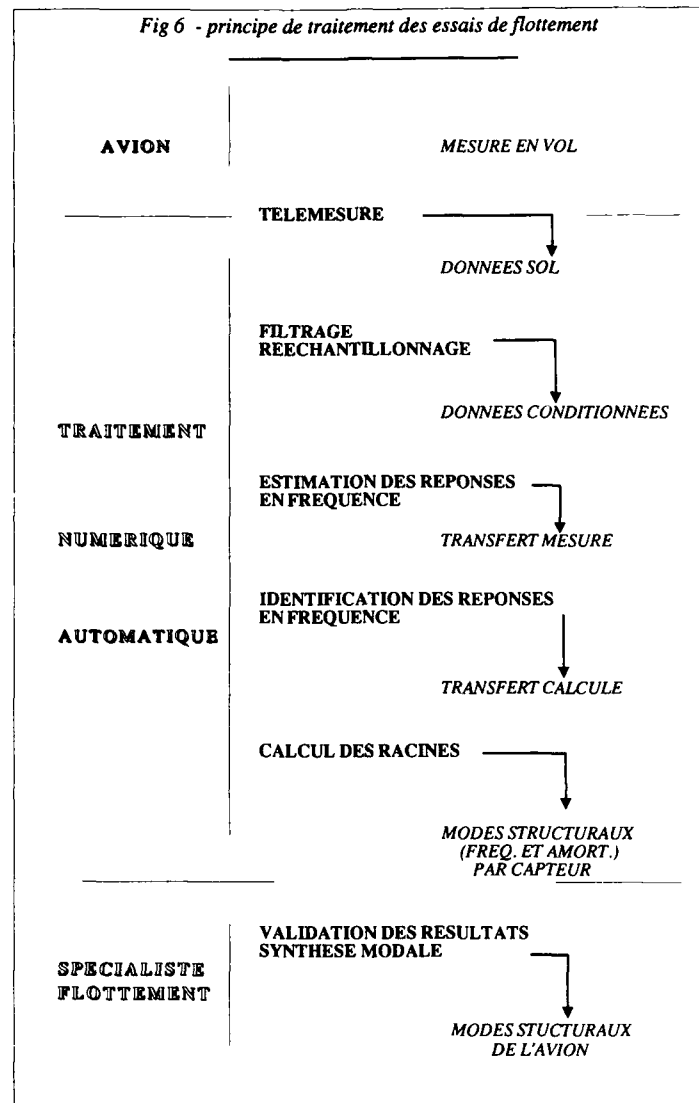 Fig 6 - principe de traitement des essais de flottement
AVION
MESURE EN VOL
TELEMESURE
DONNEES SOL
FILTRAGE
REECHANTILLONNAGE
DONNEES CONDITIONNEES
TRAITEMENT
ESTIMATION DES REPONSES
EN FREQUENCE
NUMERIQUE
TRANSFERT MESURE
IDENTIFICATION DES REPONSES
EN FREQUENCE
AUTOMATIQUE
TRANSFERT CALCULE
CALCUL DES RACINES
MODES STRUCTURAUX
(FREQ. ET AMORT.)
PAR CAPTEUR
VALIDATION DES RESULTATS
SYNTHESE MODALE
SPECIALISTE
FLOTTEMENT
MODES STUCTURAUX
DE L'AVION